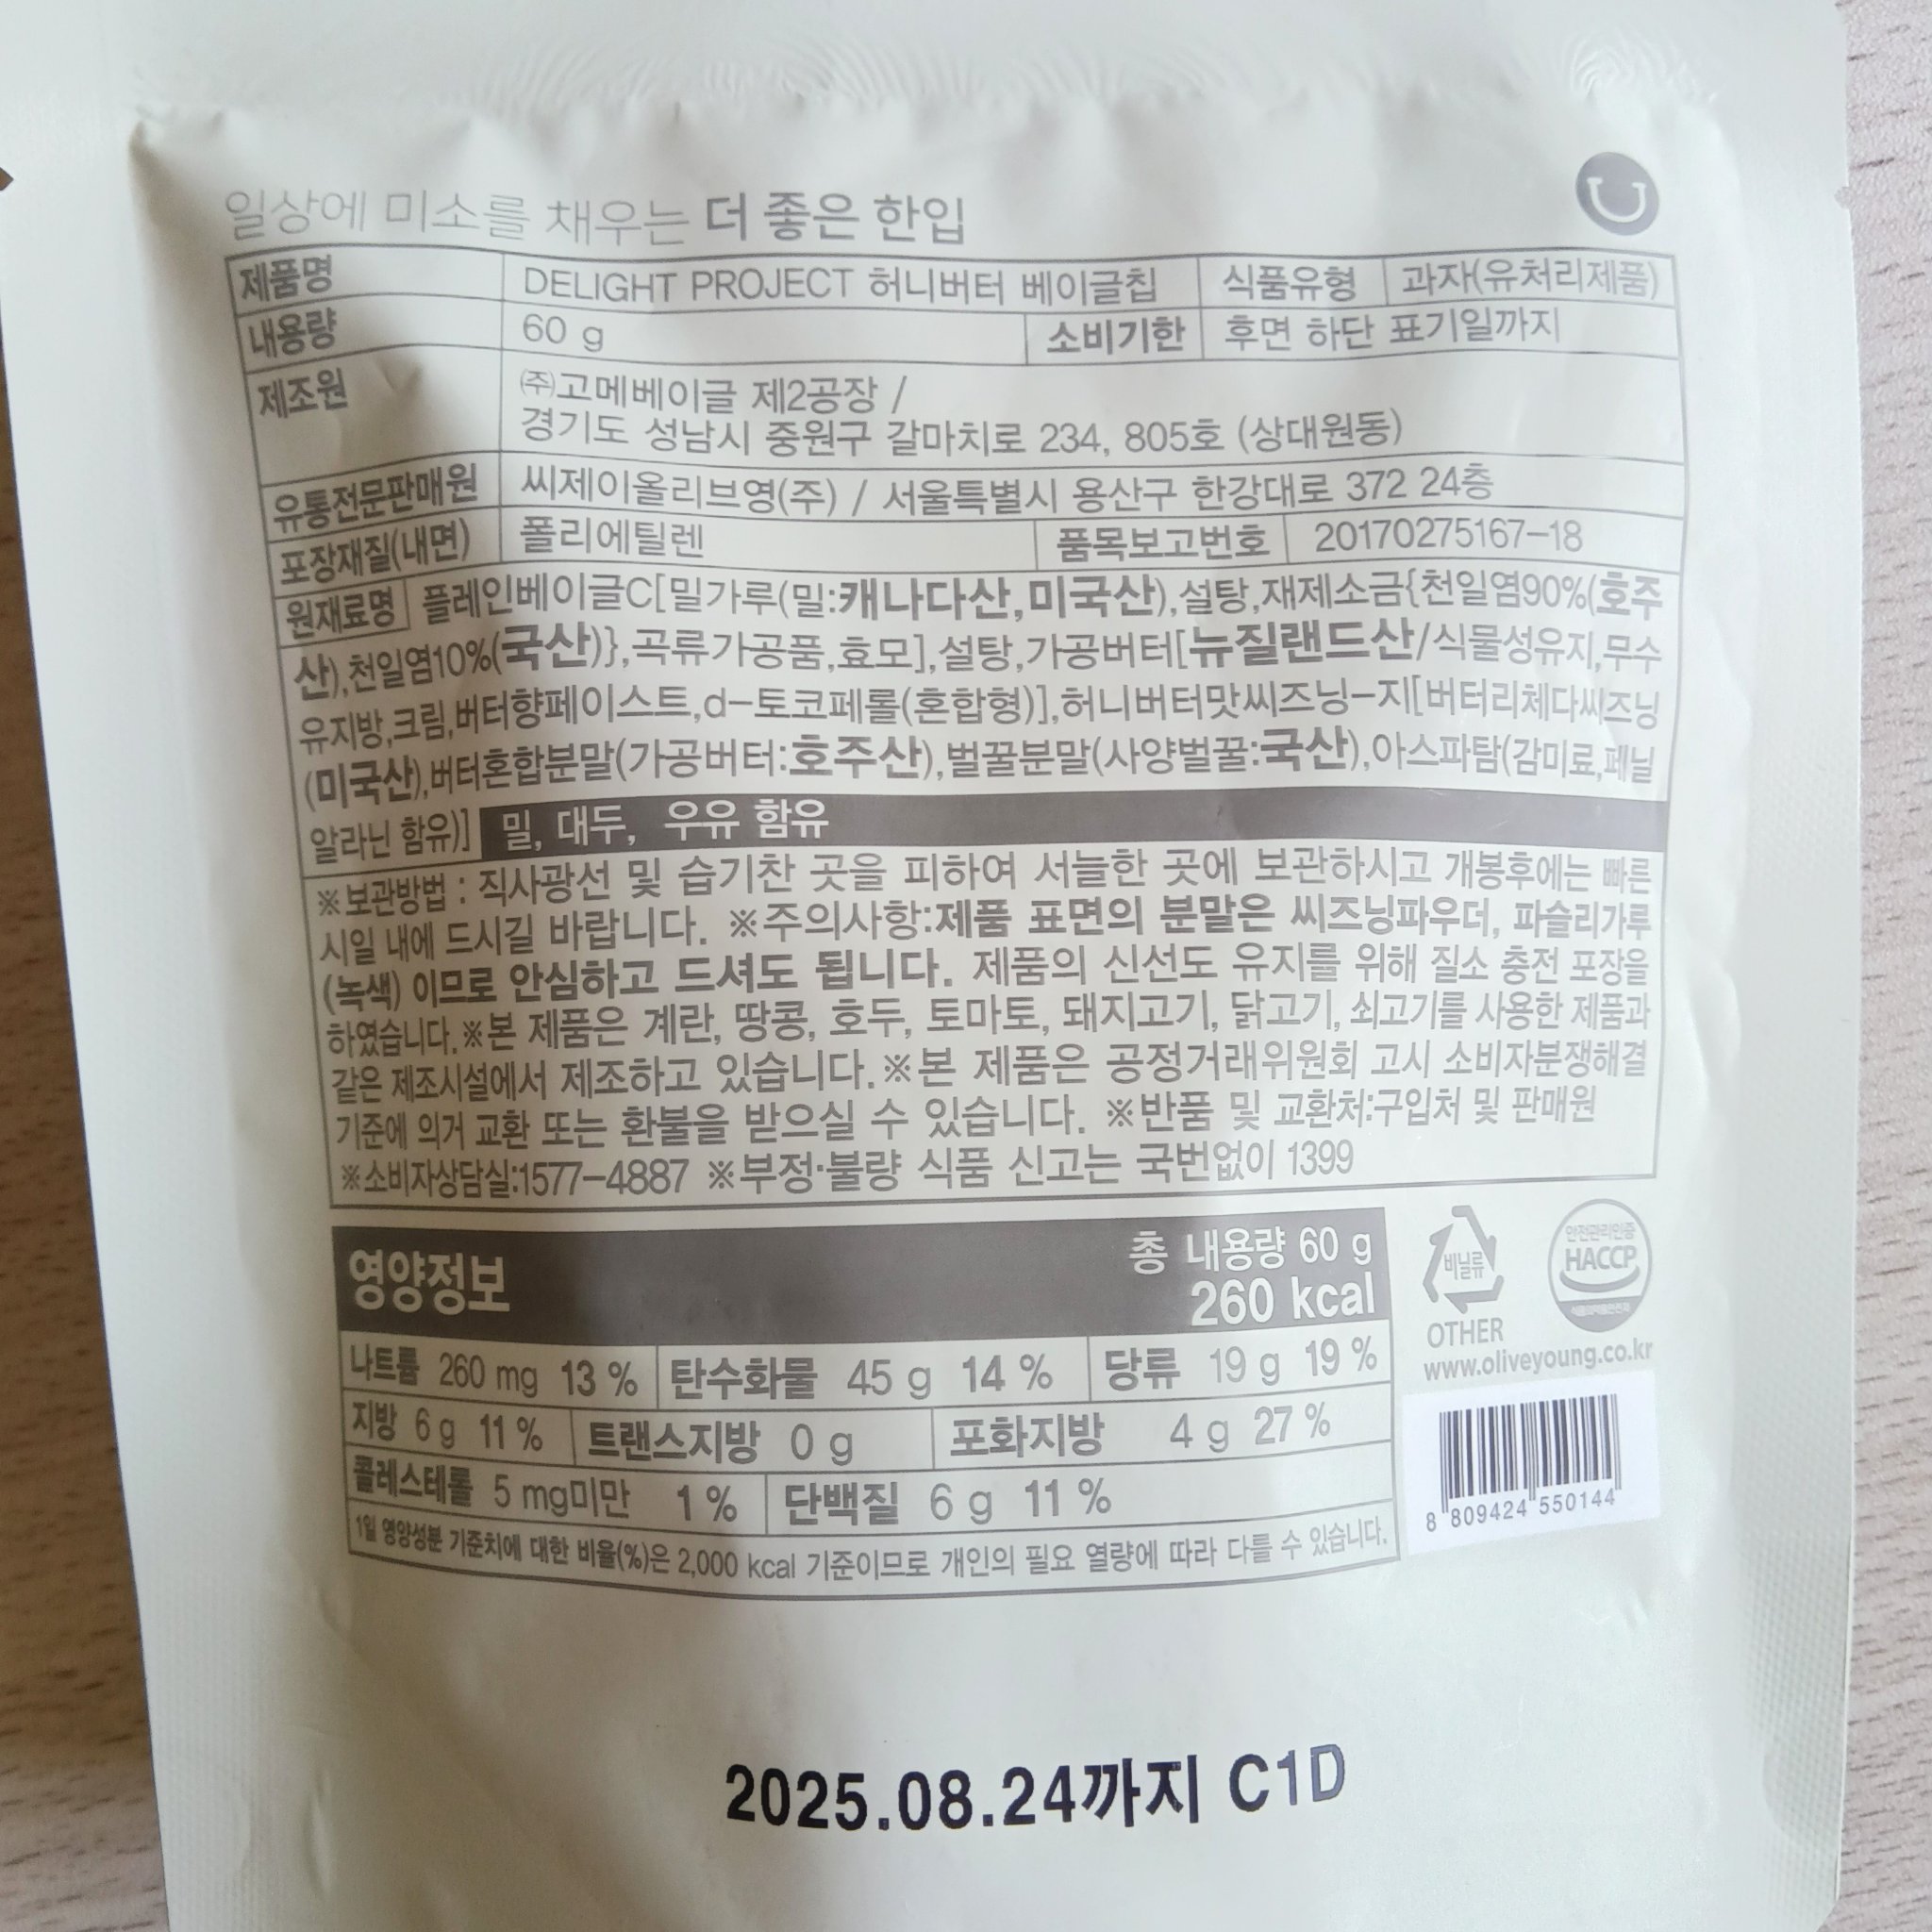 일상에 미소를 채우는 더 좋은 한입
제품명 DELIGHT PROJECT 허니버터 베이글칩 식품유형 과자(유처리제품)
내용량 60 g 소비기한 후면 하단 표기일까지
제조원 ㈜고메베이글 제2공장 /
경기도 성남시 중원구 갈마치로 234, 805호 (상대원동)
유통전문판매원 씨제이올리브영(주) / 서울특별시 용산구 한강대로 372 24층
포장재질(내면) 폴리에틸렌 품목보고번호 20170275167-18
원재료명 플레인베이글C[밀가루(밀:캐나다산,미국산),설탕,재제소금{천일염90%(호주
산),천일염10%(국산)},곡류가공품,효모],설탕,가공버터[뉴질랜드산/식물성유지,무수
유지방,크림,버터향페이스트,d-토코페롤(혼합형)],허니버터맛씨즈닝-지[버터리체다씨즈닝
(미국산),버터혼합분말(가공버터:호주산),벌꿀분말(사양벌꿀:국산),아스파탐(감미료,페닐
알라닌 함유)] 밀, 대두, 우유 함유
※보관방법 : 직사광선 및 습기찬 곳을 피하여 서늘한 곳에 보관하시고 개봉후에는 빠른
시일 내에 드시길 바랍니다. ※주의사항:제품 표면의 분말은 씨즈닝파우더, 파슬리가루
(녹색) 이므로 안심하고 드셔도 됩니다. 제품의 신선도 유지를 위해 질소 충전 포장을
하였습니다.※본 제품은 계란, 땅콩, 호두, 토마토, 돼지고기, 닭고기, 쇠고기를 사용한 제품과
같은 제조시설에서 제조하고 있습니다.※본 제품은 공정거래위원회 고시 소비자분쟁해결
기준에 의거 교환 또는 환불을 받으실 수 있습니다. ※반품 및 교환처:구입처 및 판매원
※소비자상담실:1577-4887 ※부정·불량 식품 신고는 국번없이 1399
영양정보 총 내용량 60 g
260 kcal
나트륨 260 mg 13 % 탄수화물 45 g 14 % 당류 19 g 19 %
지방 6 g 11 % 트랜스지방 0 g 포화지방 4 g 27 %
콜레스테롤 5 mg미만 1 % 단백질 6 g 11 %
1일 영양성분 기준치에 대한 비율(%)은 2,000 kcal 기준이므로 개인의 필요 열량에 따라 다를 수 있습니다.
비닐류
OTHER
안전관리인증
HACCP
www.oliveyoung.co.kr
8 809424 550144
2025.08.24까지 C1D